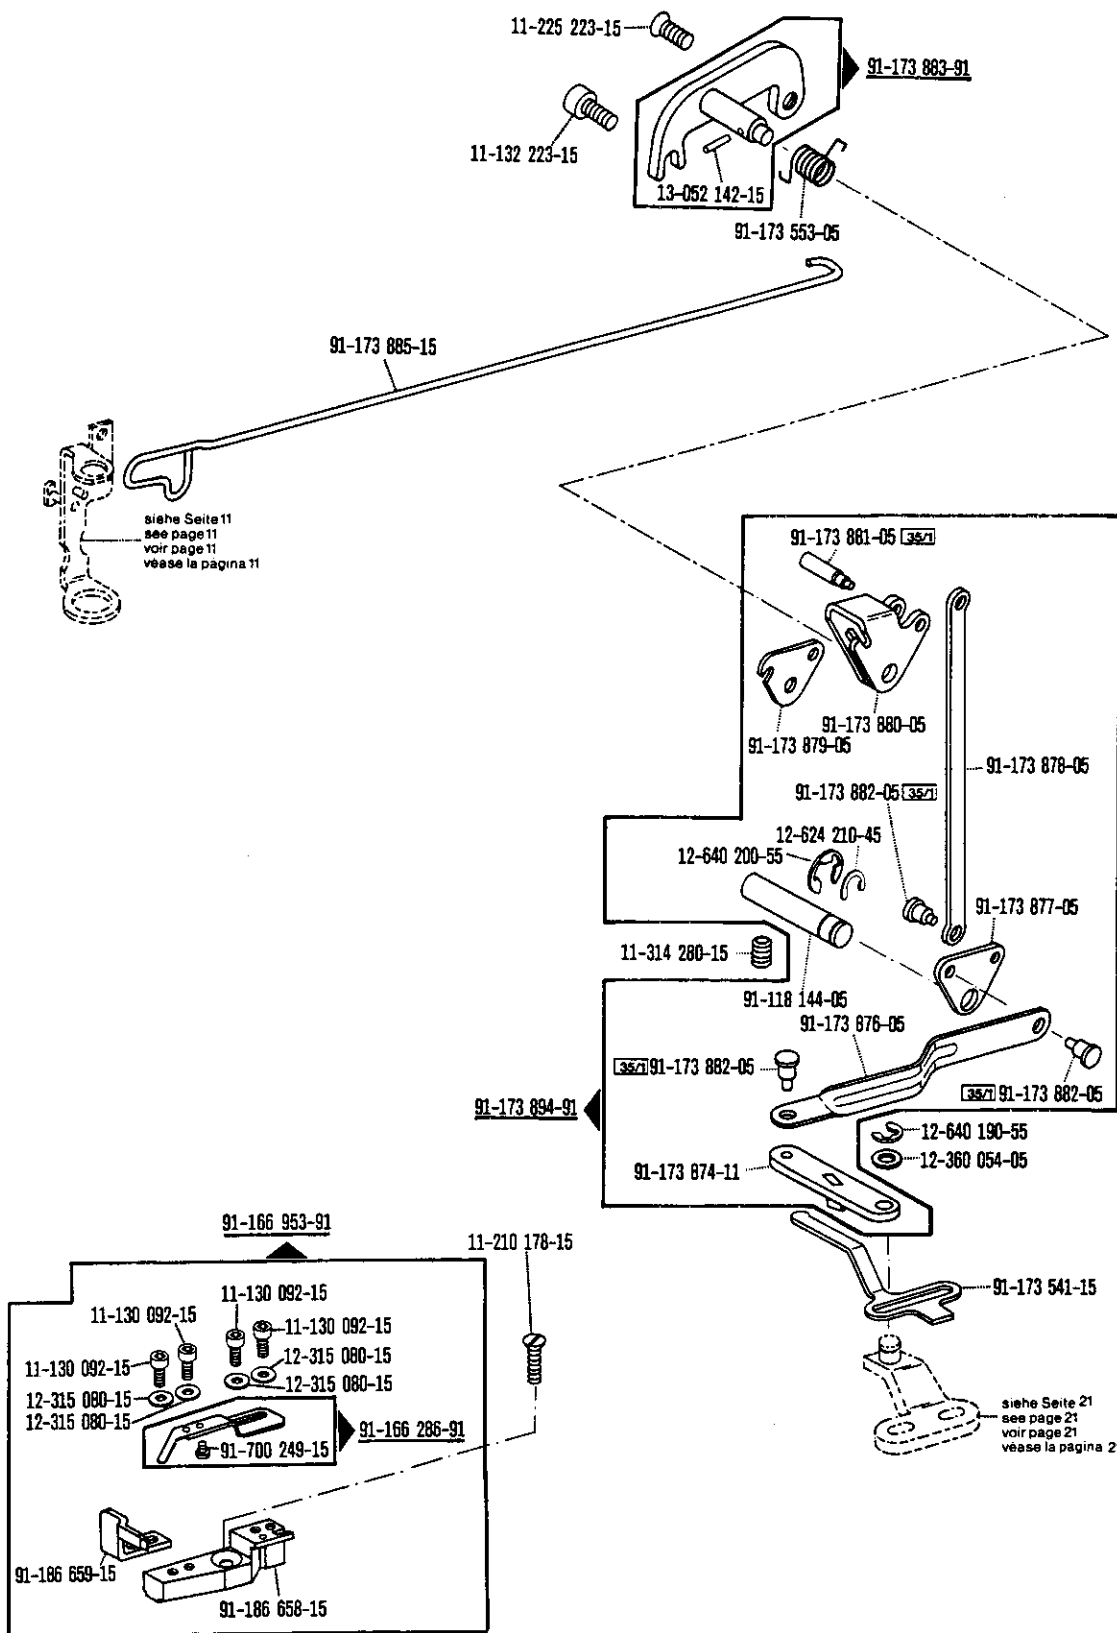 11-225 223-15
91-173 883-91
11-132 223-15
13-052 142-15
91-173 553-05
91-173 885-15
siehe Seite 11
see page 11
voir page 11
véase la pagina 11
91-173 881-05 35/1
91-173 880-05
91-173 879-05
91-173 878-05
91-173 882-05 35/1
12-624 210-45
12-640 200-55
91-173 877-05
11-314 280-15
91-118 144-05
91-173 876-05
35/1 91-173 882-05
35/1 91-173 882-05
91-173 894-91
12-640 190-55
12-360 054-05
91-173 874-11
91-166 953-91
11-210 178-15
91-173 541-15
11-130 092-15
11-130 092-15
11-130 092-15
11-130 092-15
12-315 080-15
12-315 080-15
12-315 080-15
12-315 080-15
91-166 286-91
91-700 249-15
siehe Seite 21
see page 21
voir page 21
véase la pagina 2
91-186 659-15
91-186 658-15